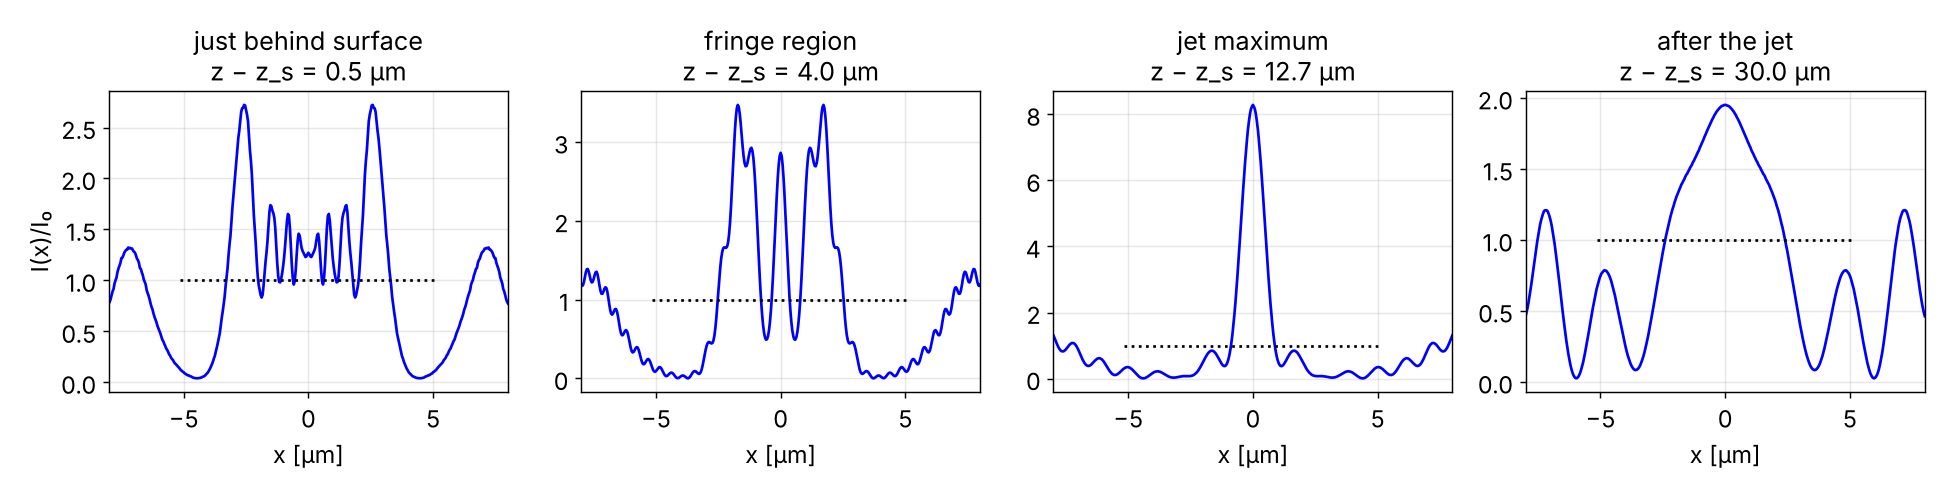 just behind surface
z − z_s = 0.5 µm
2.5
2.0
1.5
1.0
0.5
0.0
I(x)/I₀
−5 0 5
x [µm]
fringe region
z − z_s = 4.0 µm
3
2
1
0
−5 0 5
x [µm]
jet maximum
z − z_s = 12.7 µm
8
6
4
2
0
−5 0 5
x [µm]
after the jet
z − z_s = 30.0 µm
2.0
1.5
1.0
0.5
0.0
−5 0 5
x [µm]